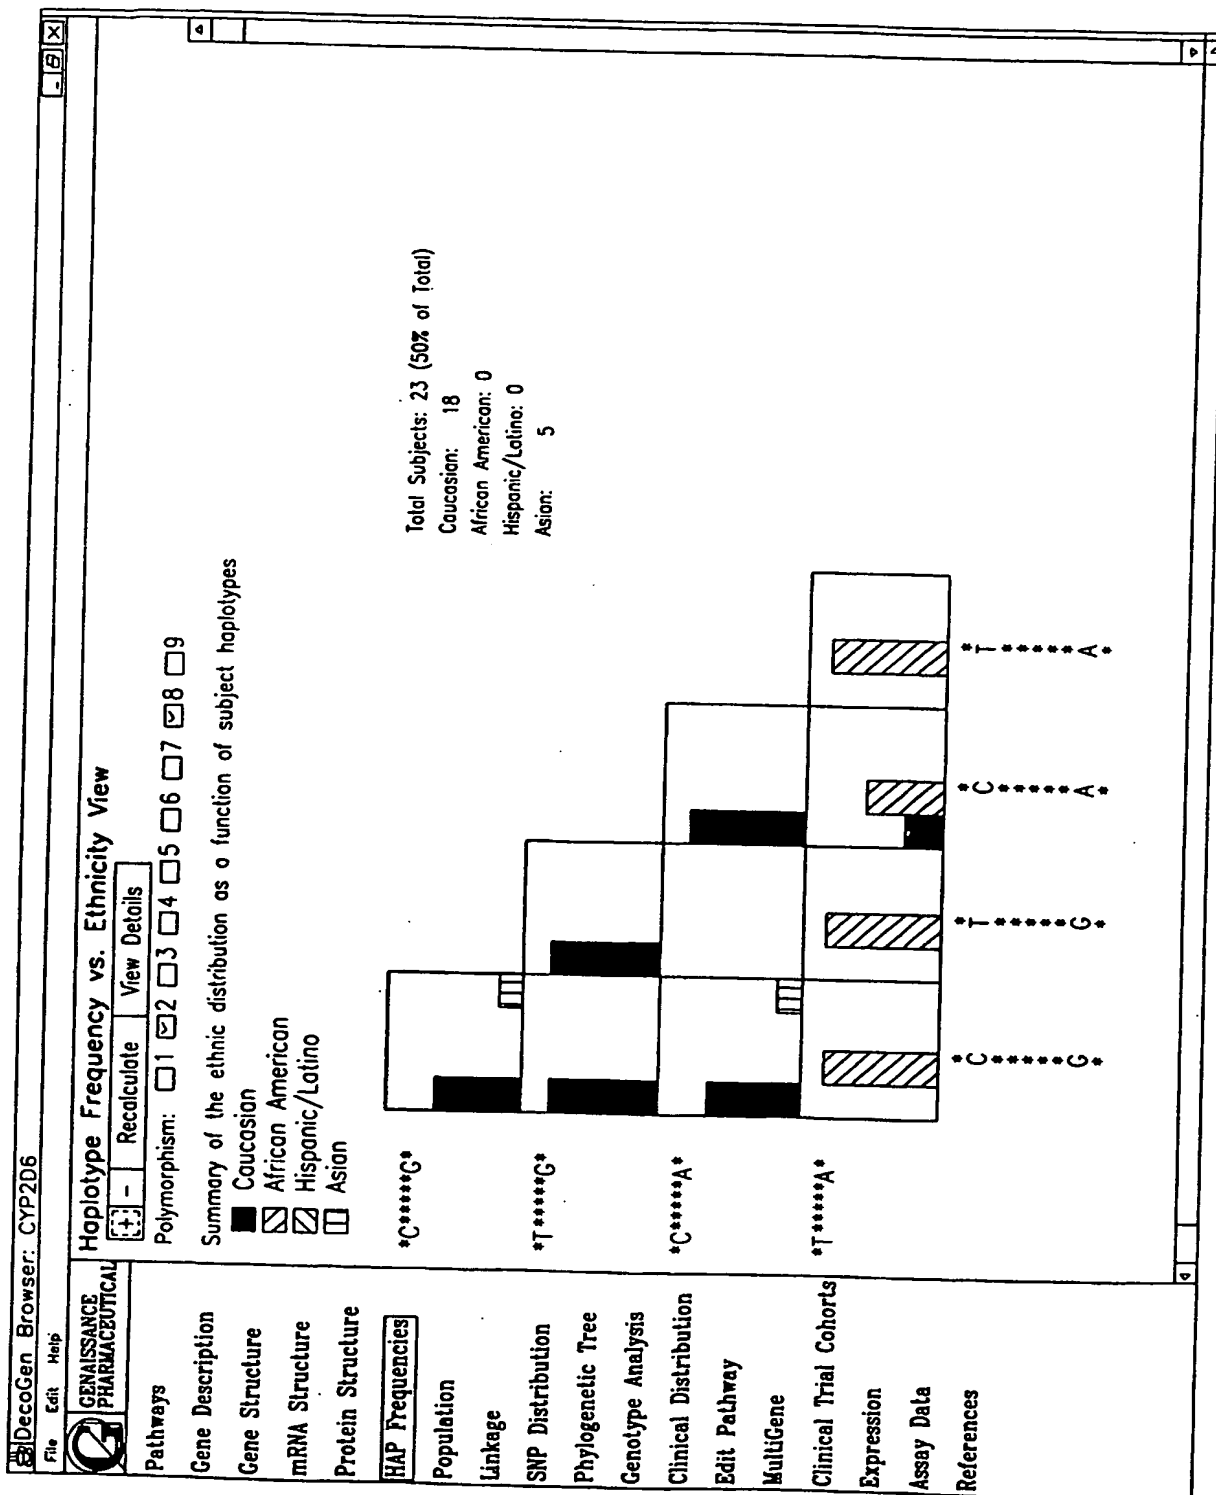 DecoGen Browser: CYP2D6
File Edit Help
GENAISSANCE
PHARMACEUTICAL
Pathways
Gene Description
Gene Structure
mRNA Structure
Protein Structure
HAP Frequencies
Population
Linkage
SNP Distribution
Phylogenetic Tree
Genotype Analysis
Clinical Distribution
Edit Pathway
MultiGene
Clinical Trial Cohorts
Expression
Assay Data
References
Haplotype Frequency vs. Ethnicity View
[+] - Recalculate View Details
Polymorphism: 1 2 3 4 5 6 7 8 9
Summary of the ethnic distribution as a function of subject haplotypes
Caucasian
African American
Hispanic/Latino
Asian
Total Subjects: 23 (50% of Total)
Caucasian: 18
African American: 0
Hispanic/Latino: 0
Asian: 5
*C*****G*
*T*****G*
*C*****A*
*T*****A*
*C*****G*
*T*****G*
*C*****A*
*T*****A*